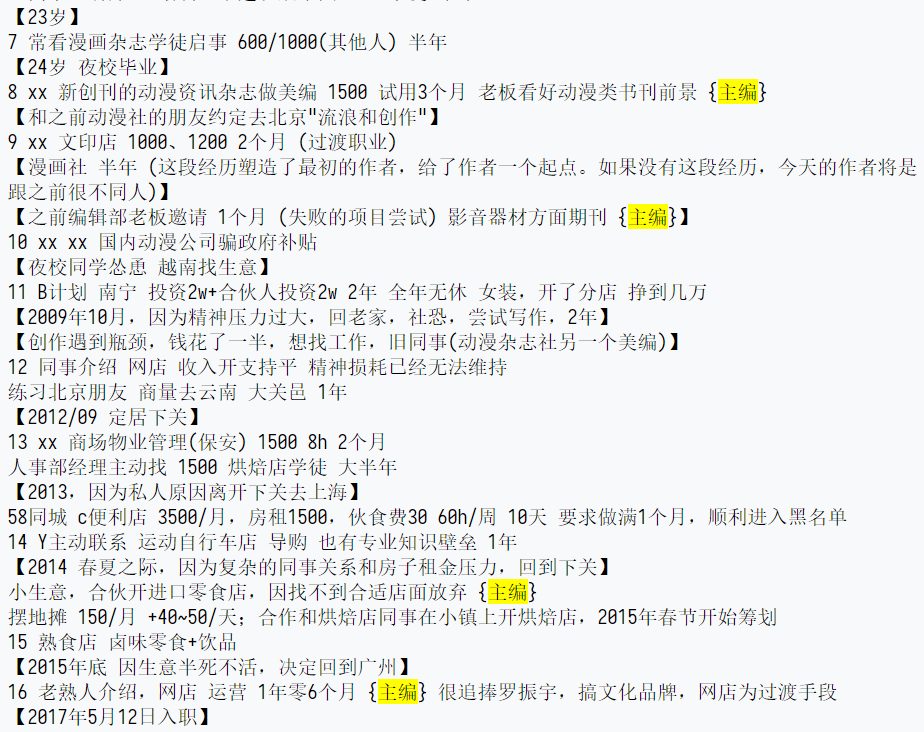 【23岁】
7 常看漫画杂志学徒启事 600/1000(其他人) 半年
【24岁 夜校毕业】
8 xx 新创刊的动漫资讯杂志做美编 1500 试用3个月 老板看好动漫类书刊前景 {主编}
【和之前动漫社的朋友约定去北京"流浪和创作"】
9 xx 文印店 1000、1200 2个月 (过渡职业)
【漫画社 半年 (这段经历塑造了最初的作者，给了作者一个起点。如果没有这段经历，今天的作者将是
跟之前很不同人)】
【之前编辑部老板邀请 1个月 (失败的项目尝试) 影音器材方面期刊 {主编}】
10 xx xx 国内动漫公司骗政府补贴
【夜校同学怂恿 越南找生意】
11 B计划 南宁 投资2w+合伙人投资2w 2年 全年无休 女装，开了分店 挣到几万
【2009年10月，因为精神压力过大，回老家，社恐，尝试写作，2年】
【创作遇到瓶颈，钱花了一半，想找工作，旧同事(动漫杂志社另一个美编)】
12 同事介绍 网店 收入开支持平 精神损耗已经无法维持
练习北京朋友 商量去云南 大关邑 1年
【2012/09 定居下关】
13 xx 商场物业管理(保安) 1500 8h 2个月
人事部经理主动找 1500 烘焙店学徒 大半年
【2013，因为私人原因离开下关去上海】
58同城 c便利店 3500/月，房租1500，伙食费30 60h/周 10天 要求做满1个月，顺利进入黑名单
14 Y主动联系 运动自行车店 导购 也有专业知识壁垒 1年
【2014 春夏之际，因为复杂的同事关系和房子租金压力，回到下关】
小生意，合伙开进口零食店，因找不到合适店面放弃 {主编}
摆地摊 150/月 +40~50/天；合作和烘焙店同事在小镇上开烘焙店，2015年春节开始筹划
15 熟食店 卤味零食+饮品
【2015年底 因生意半死不活，决定回到广州】
16 老熟人介绍，网店 运营 1年零6个月 {主编} 很追捧罗振宇，搞文化品牌，网店为过渡手段
【2017年5月12日入职】